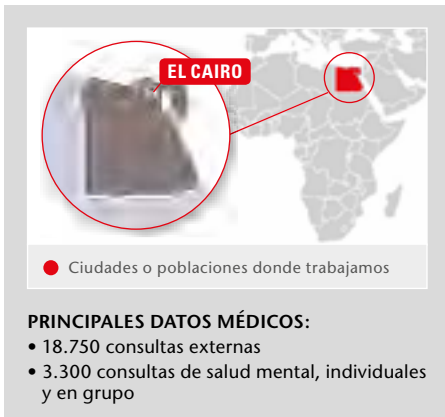 EL CAIRO
Ciudades o poblaciones donde trabajamos
PRINCIPALES DATOS MÉDICOS:
• 18.750 consultas externas
• 3.300 consultas de salud mental, individuales
y en grupo